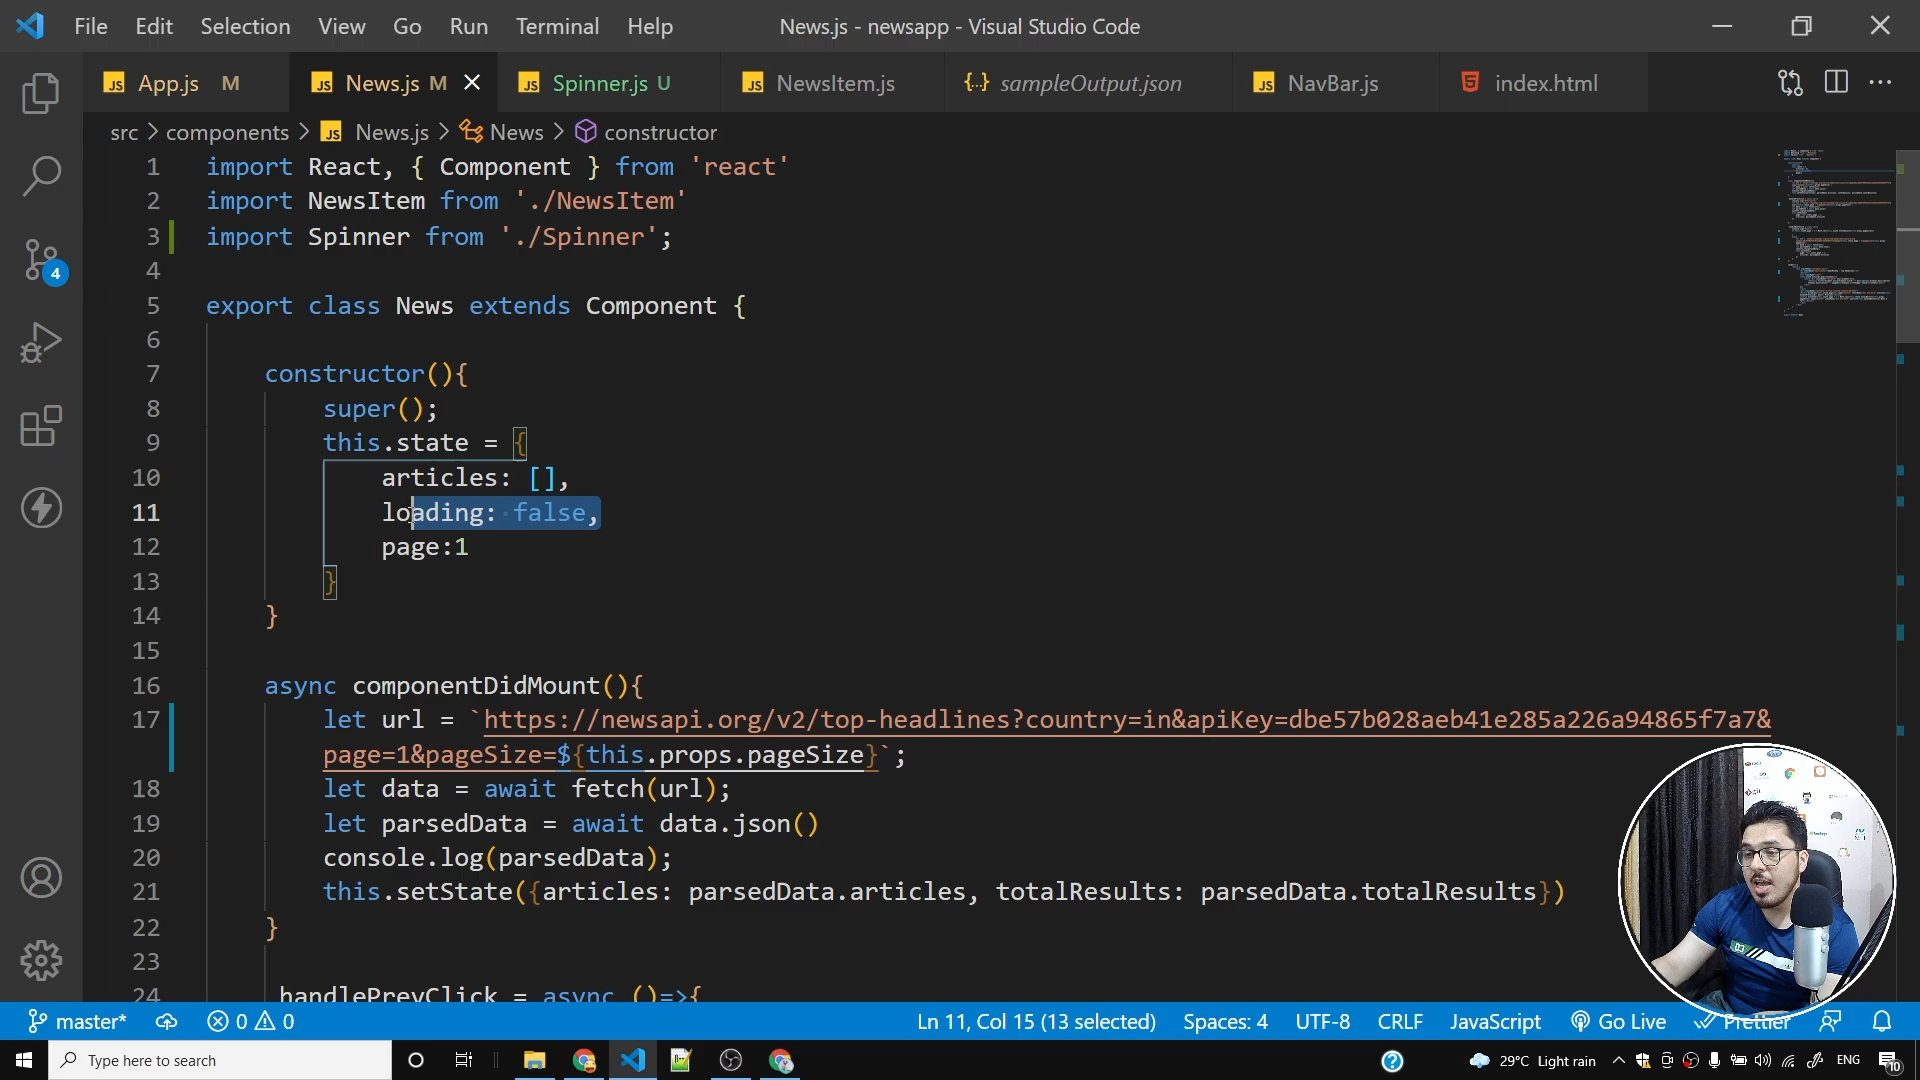 File Edit Selection View Go Run Terminal Help News.js - newsapp - Visual Studio Code
JS App.js M JS News.js M JS Spinner.js U JS NewsItem.js {} sampleOutput.json JS NavBar.js index.html
src > components > JS News.js > News > constructor
1 import React, { Component } from 'react'
2 import NewsItem from './NewsItem'
3 import Spinner from './Spinner';
4
5 export class News extends Component {
6
7 constructor(){
8 super();
9 this.state = {
10 articles: [],
11 loading: false,
12 page:1
13 }
14 }
15
16 async componentDidMount(){
17 let url = `https://newsapi.org/v2/top-headlines?country=in&apiKey=dbe57b028aeb41e285a226a94865f7a7&
page=1&pageSize=${this.props.pageSize}`;
18 let data = await fetch(url);
19 let parsedData = await data.json()
20 console.log(parsedData);
21 this.setState({articles: parsedData.articles, totalResults: parsedData.totalResults})
22 }
23
24 handlePrevClick = async ()=>{
4
master* 0 0 Ln 11, Col 15 (13 selected) Spaces: 4 UTF-8 CRLF JavaScript Go Live Prettier
Type here to search 29°C Light rain ENG 10